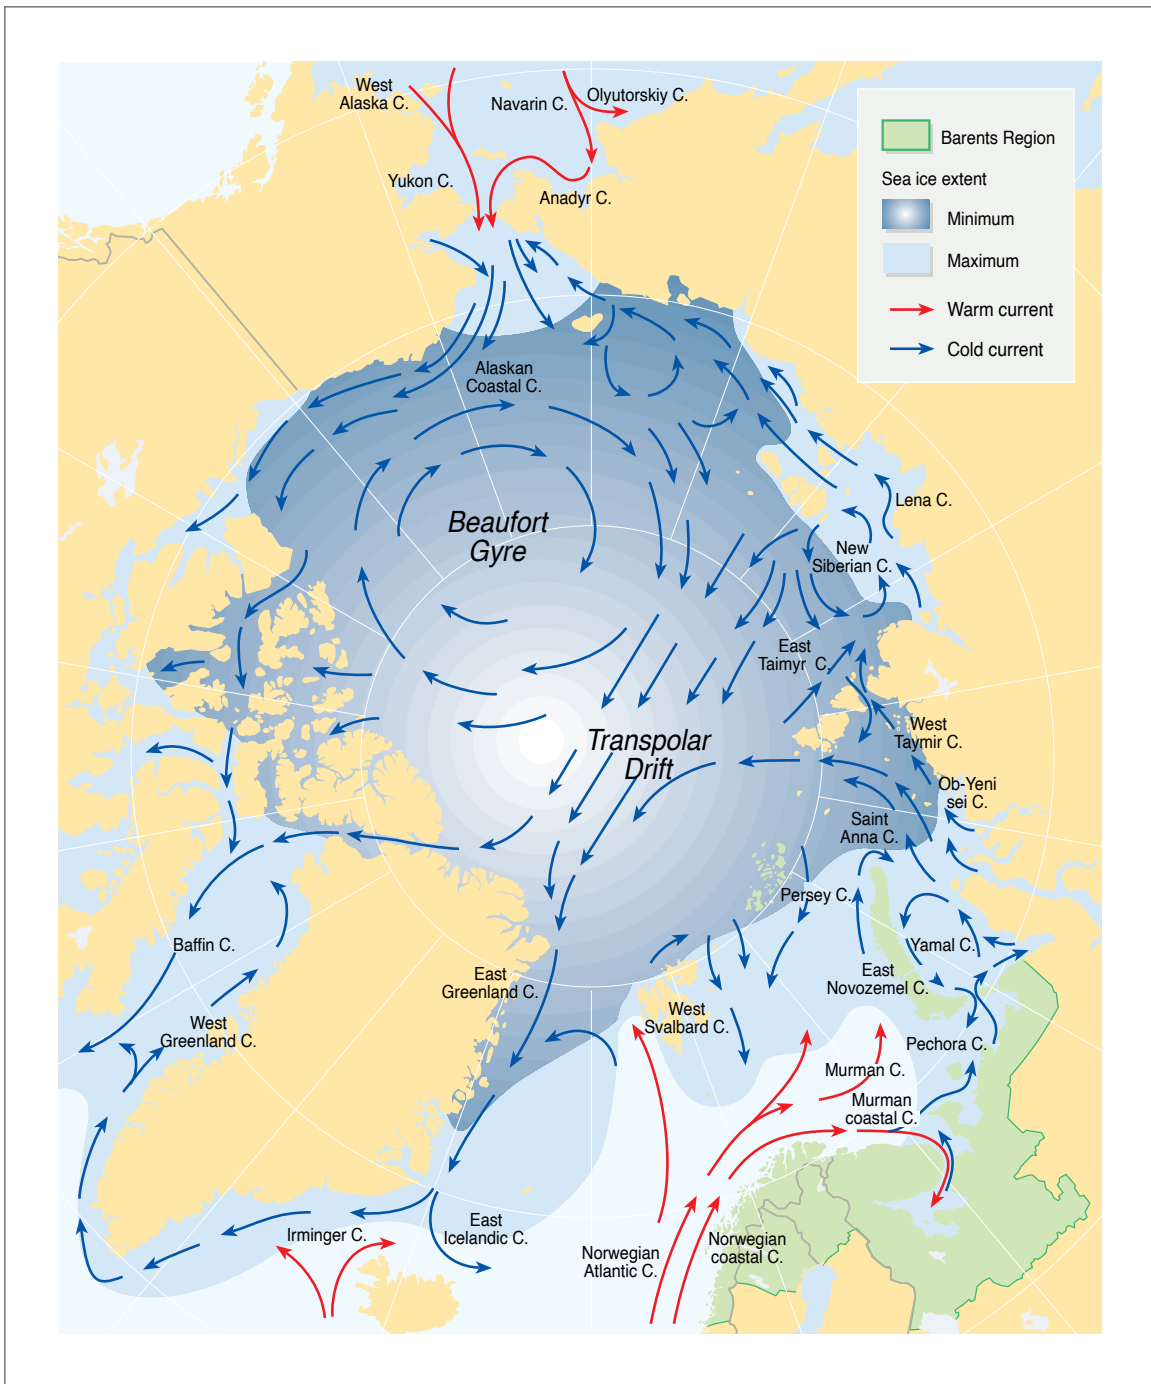 West
Alaska C.
Navarin C.
Olyutorskiy C.
Yukon C.
Anadyr C.
Barents Region
Sea ice extent
Minimum
Maximum
Warm current
Cold current
Alaskan
Coastal C.
Lena C.
Beaufort
Gyre
New
Siberian C.
East
Taimyr C.
West
Taymir C.
Transpolar
Drift
Ob-Yeni
sei C.
Saint
Anna C.
Persey C.
Baffin C.
Yamal C.
East
Greenland C.
East
Novozemel C.
West
Svalbard C.
West
Greenland C.
Pechora C.
Murman C.
Murman
coastal C.
Irminger C.
East
Icelandic C.
Norwegian
Atlantic C.
Norwegian
coastal C.